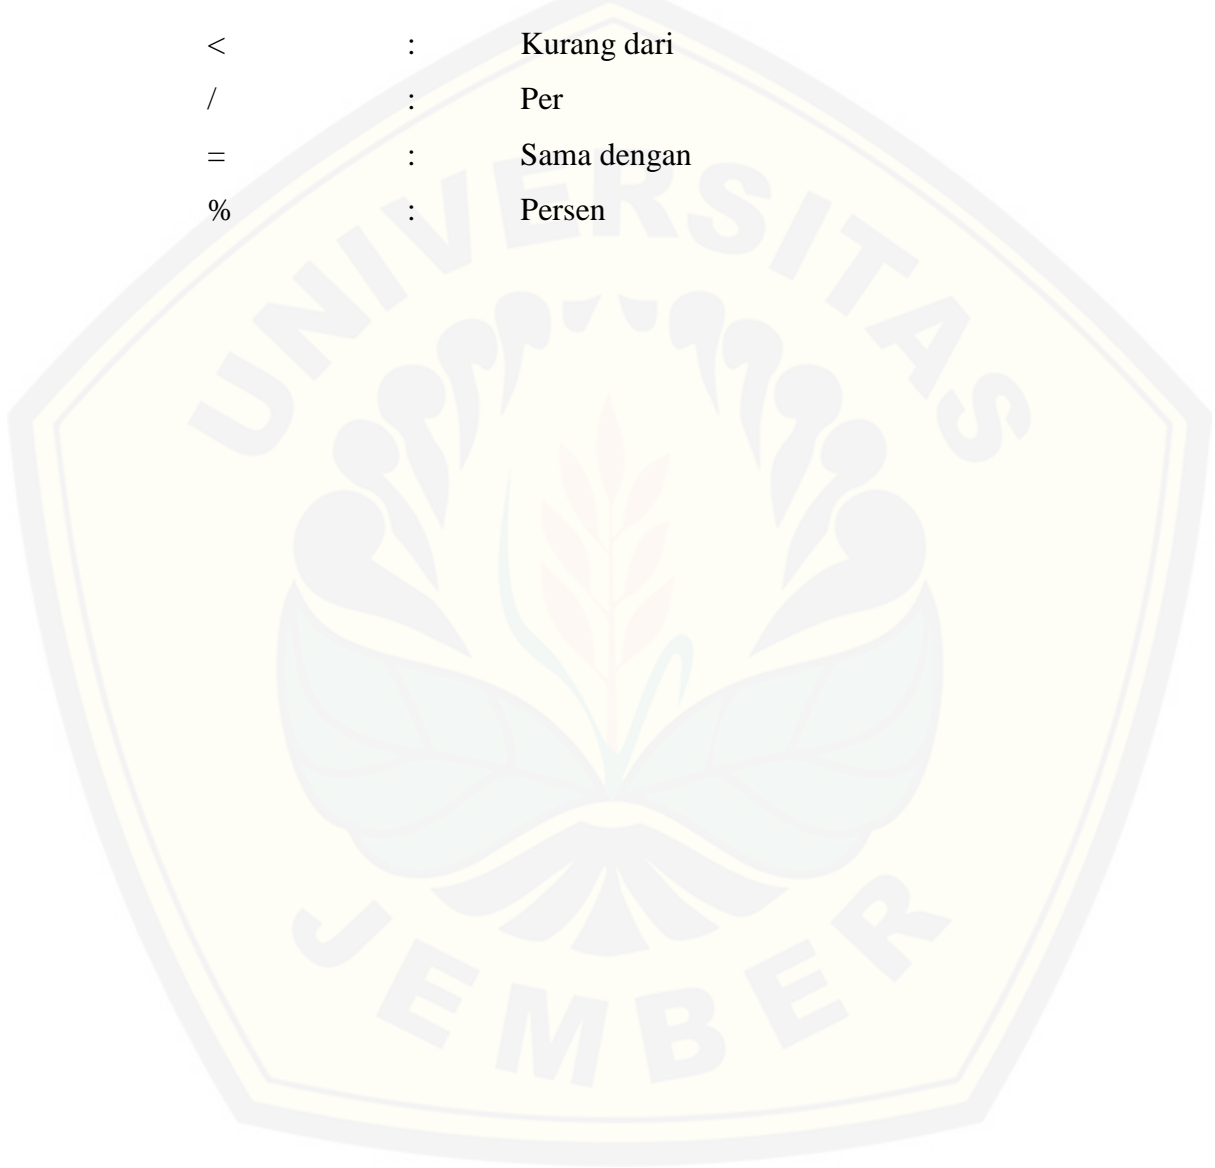 < : Kurang dari
/ : Per
= : Sama dengan
% : Persen
UNIVERSITAS
JEMBER